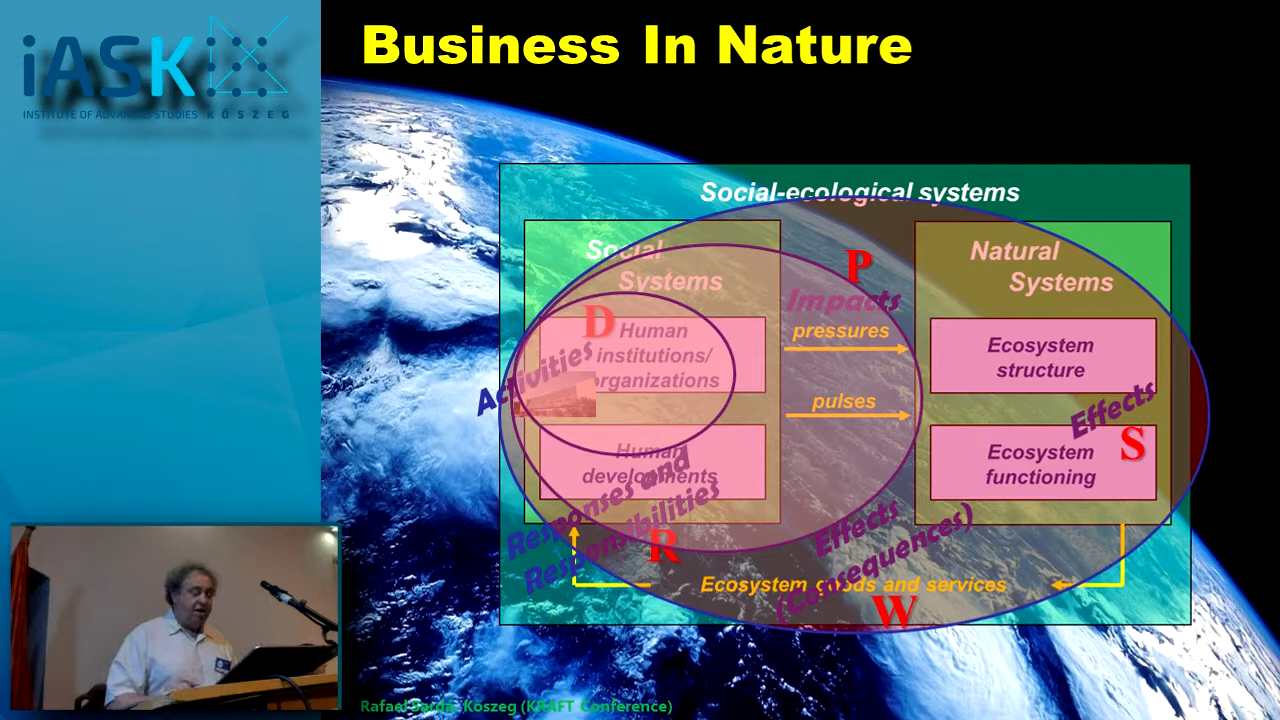 iASK
INSTITUTE OF ADVANCED STUDIES KŐSZEG
Business In Nature
Social-ecological systems
Social
Systems
Natural
Systems
P
Impacts
pressures
pulses
D
Human
institutions/
organizations
Activities
Human
developments
Ecosystem
structure
Effects
S
Ecosystem
functioning
Responses and
Responsibilities
R
Effects
(Consequences)
Ecosystem goods and services
W
Rafael Sardá, Koszeg (KRAFT Conference)